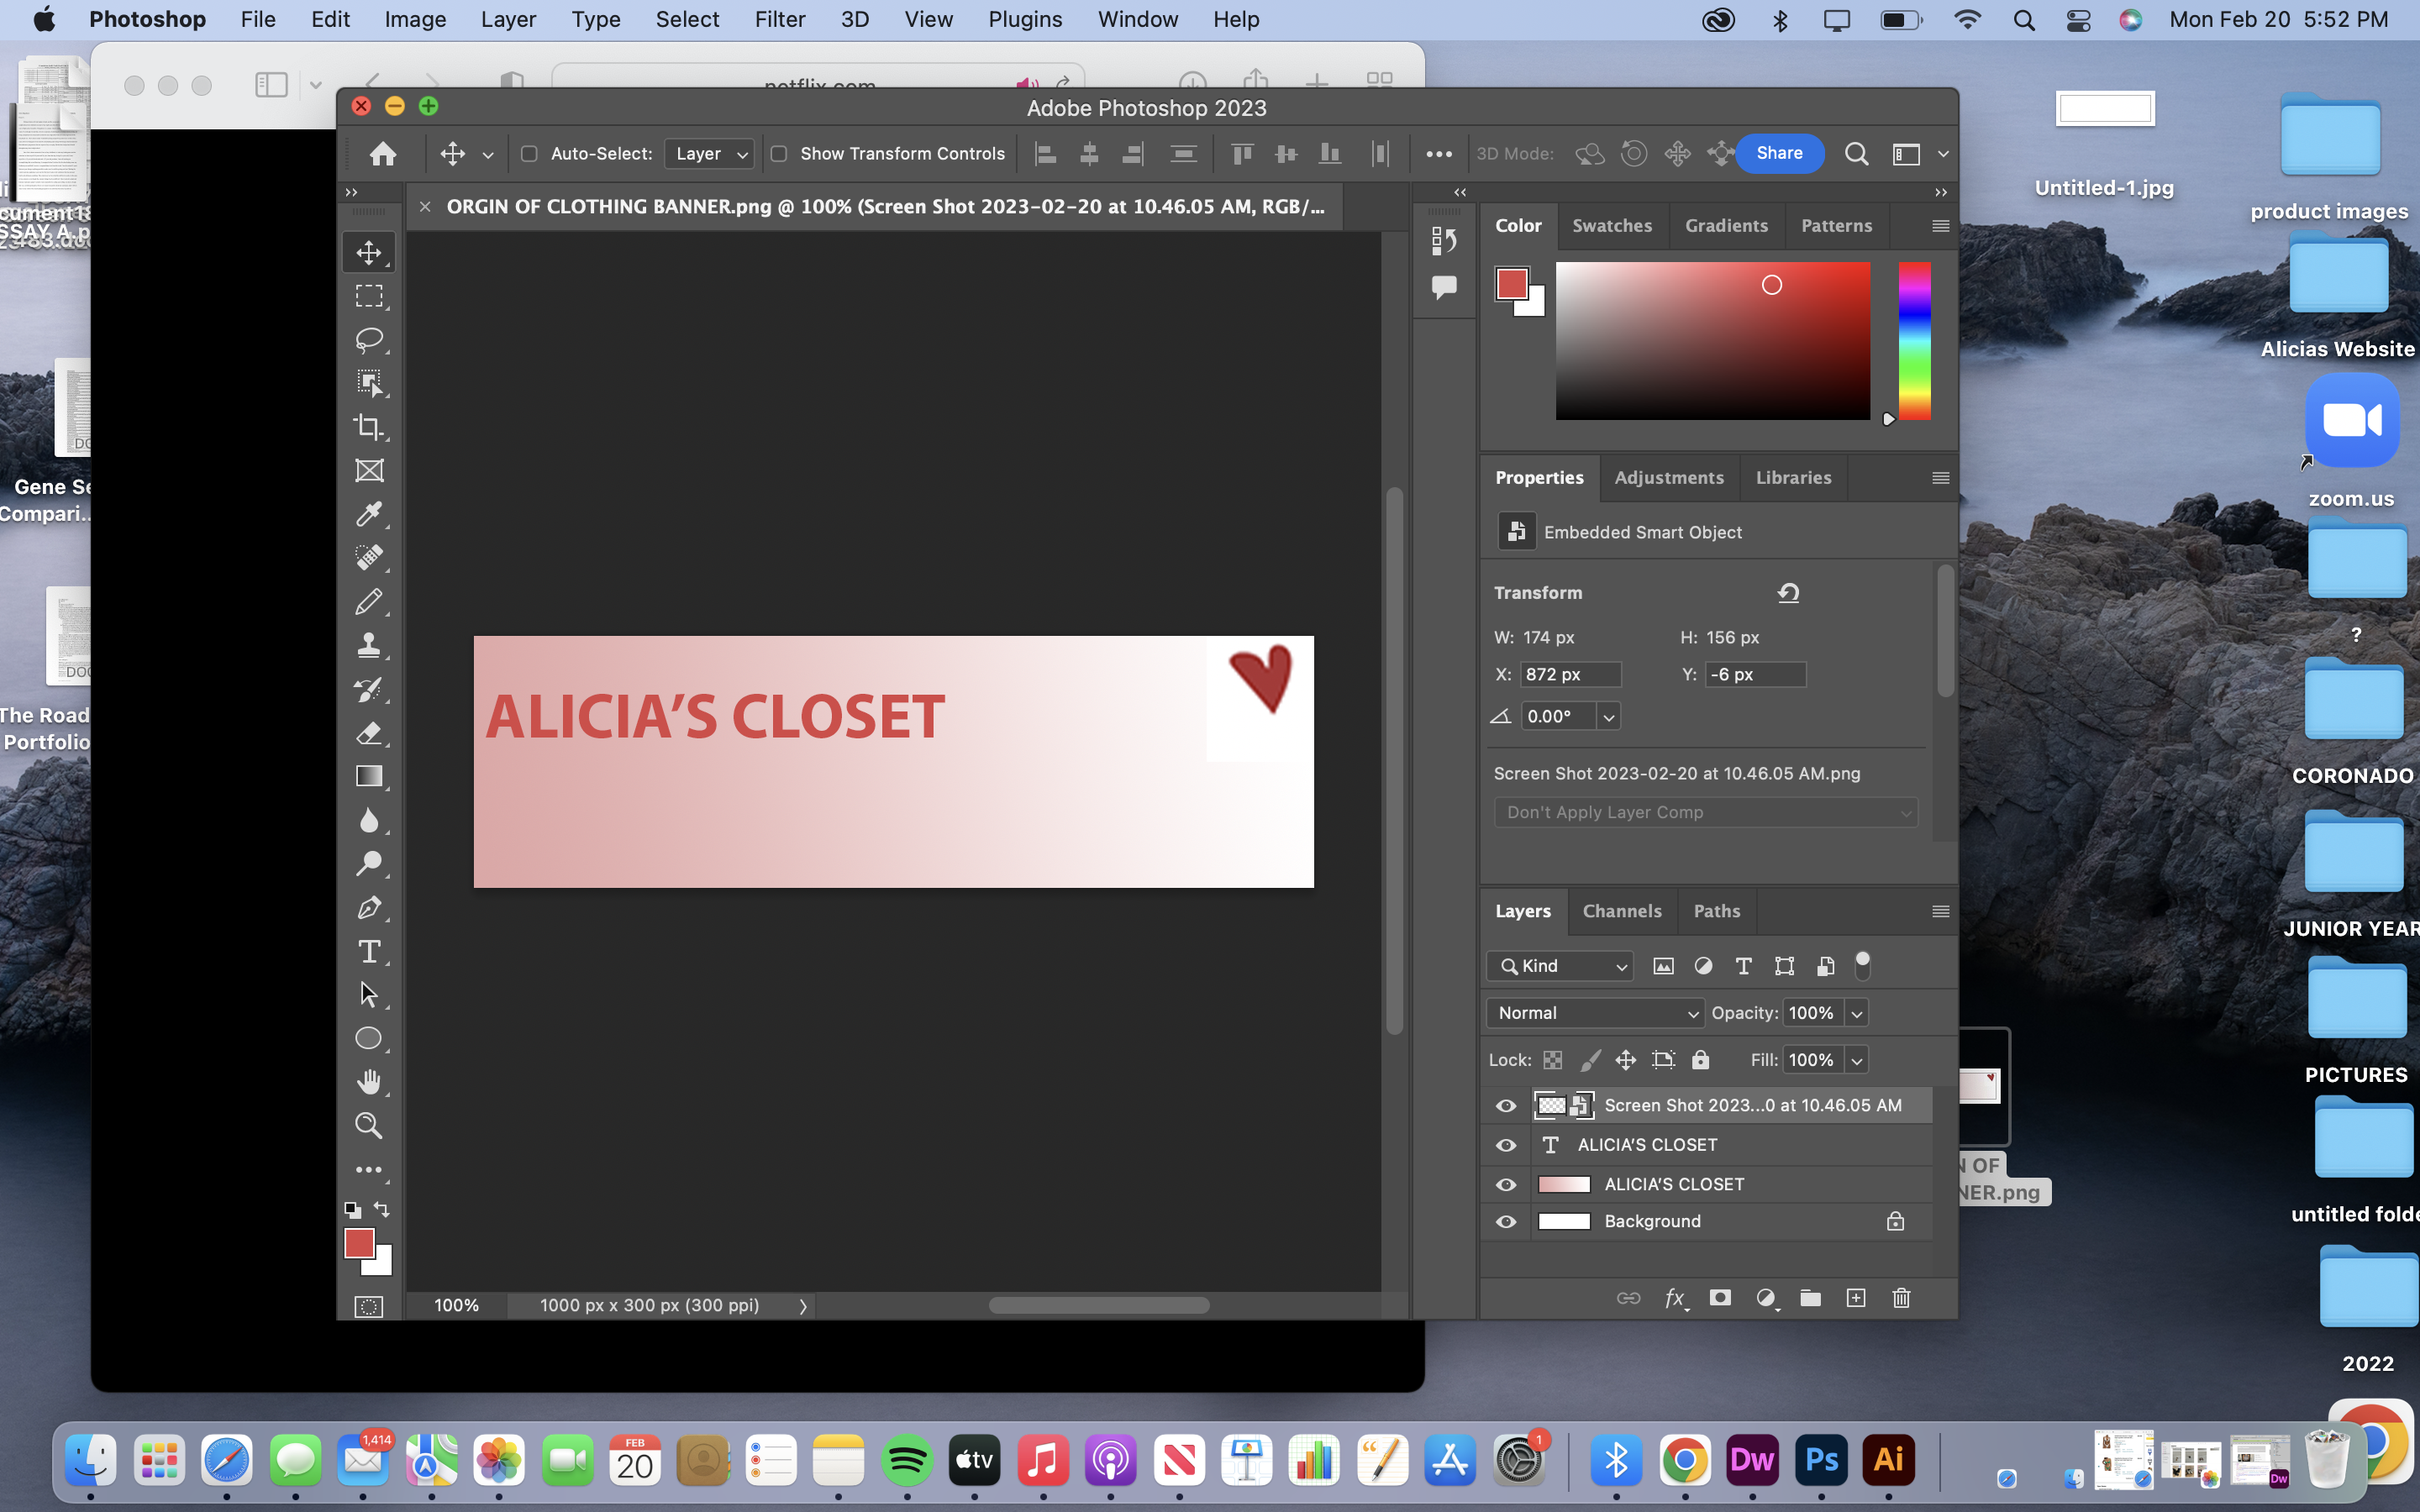 Photoshop File Edit Image Layer Type Select Filter 3D View Plugins Window Help Mon Feb 20 5:52 PM
netflix.com
Adobe Photoshop 2023
Auto-Select: Layer Show Transform Controls 3D Mode: Share
ORGIN OF CLOTHING BANNER.png @ 100% (Screen Shot 2023-02-20 at 10.46.05 AM, RGB/...
Color Swatches Gradients Patterns
Properties Adjustments Libraries
Embedded Smart Object
Transform
W: 174 px H: 156 px
X: 872 px Y: -6 px
0.00°
Screen Shot 2023-02-20 at 10.46.05 AM.png
Don't Apply Layer Comp
ALICIA’S CLOSET
Layers Channels Paths
Kind
Normal Opacity: 100%
Lock: Fill: 100%
Screen Shot 2023...0 at 10.46.05 AM
T ALICIA’S CLOSET
ALICIA’S CLOSET
Background
fx
100% 1000 px x 300 px (300 ppi)
Gene Se
Compari...
DO
DOC
The Road
Portfolio
Untitled-1.jpg
product images
Alicias Website
zoom.us
?
CORONADO
JUNIOR YEAR
PICTURES
N OF
NER.png
untitled folde
2022
1,414
FEB
20
tv
1
Dw
Ps
Ai
Dw